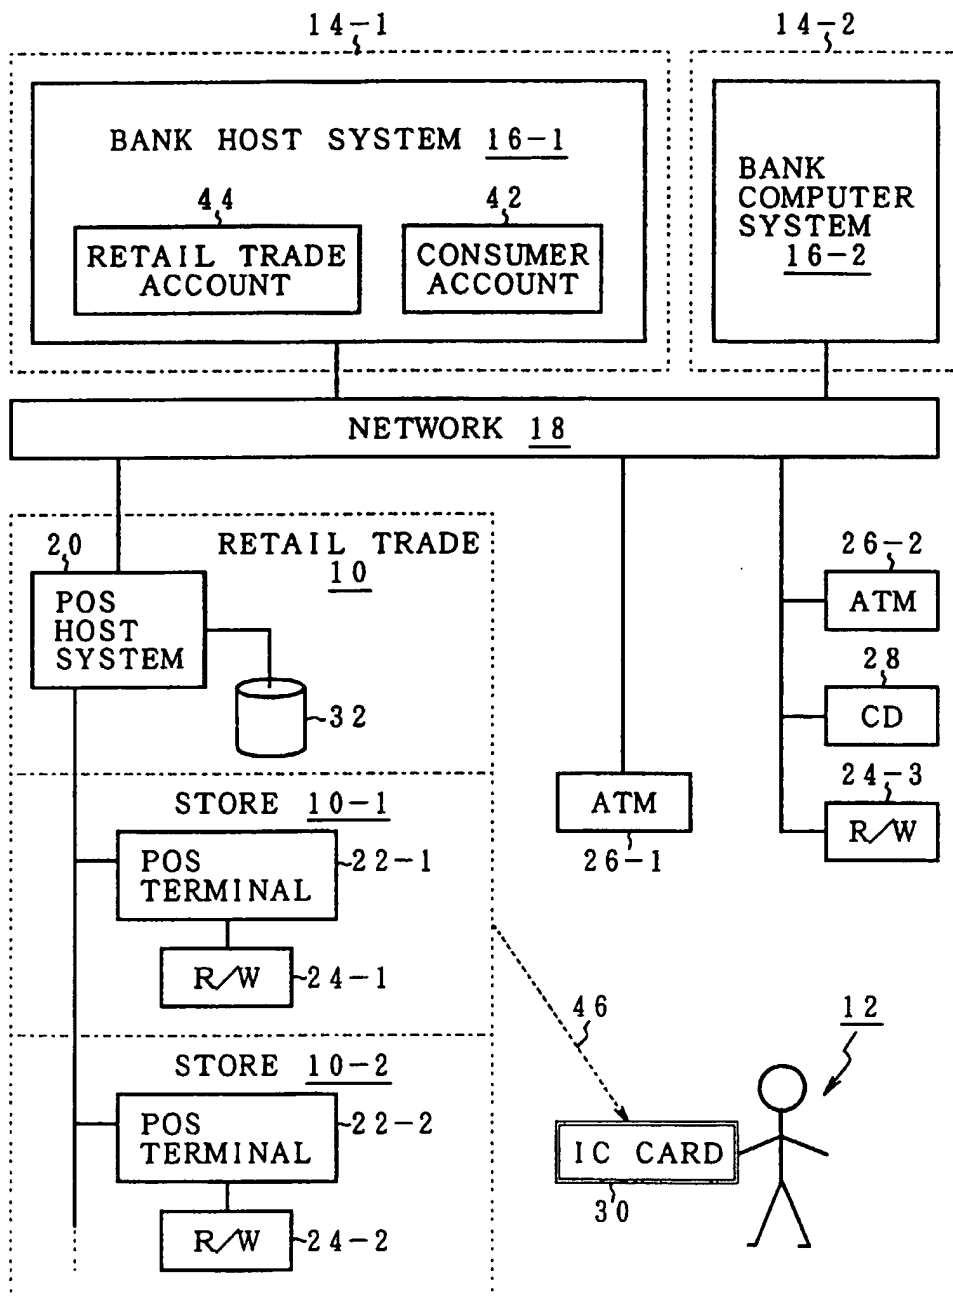 14-1
14-2
BANK HOST SYSTEM 16-1
44
42
RETAIL TRADE
ACCOUNT
CONSUMER
ACCOUNT
BANK
COMPUTER
SYSTEM
16-2
NETWORK 18
20
RETAIL TRADE
10
POS
HOST
SYSTEM
32
26-2
ATM
28
CD
24-3
R/W
ATM
26-1
STORE 10-1
POS
TERMINAL
22-1
R/W
24-1
STORE 10-2
POS
TERMINAL
22-2
R/W
24-2
46
12
IC CARD
30